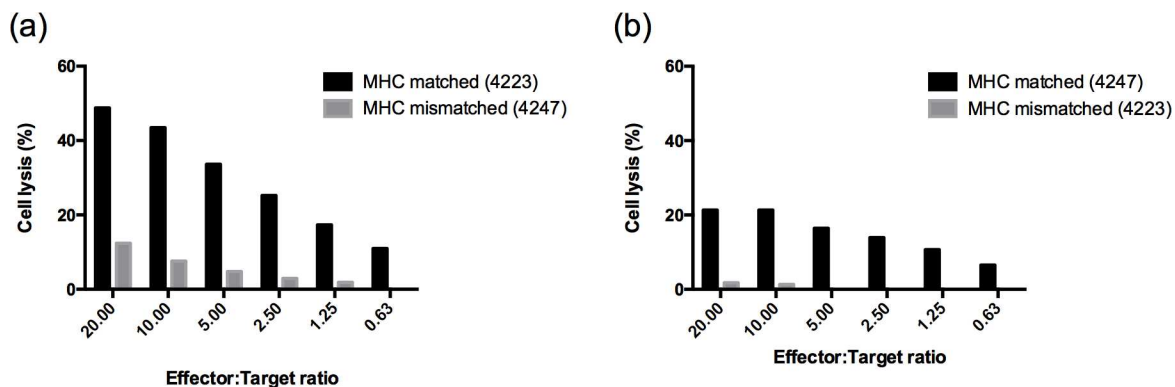 (a)
60
40
20
0
Cell lysis (%)
MHC matched (4223)
MHC mismatched (4247)
20.00
10.00
5.00
2.50
1.25
0.63
Effector:Target ratio
(b)
60
40
20
0
Cell lysis (%)
MHC matched (4247)
MHC mismatched (4223)
20.00
10.00
5.00
2.50
1.25
0.63
Effector:Target ratio